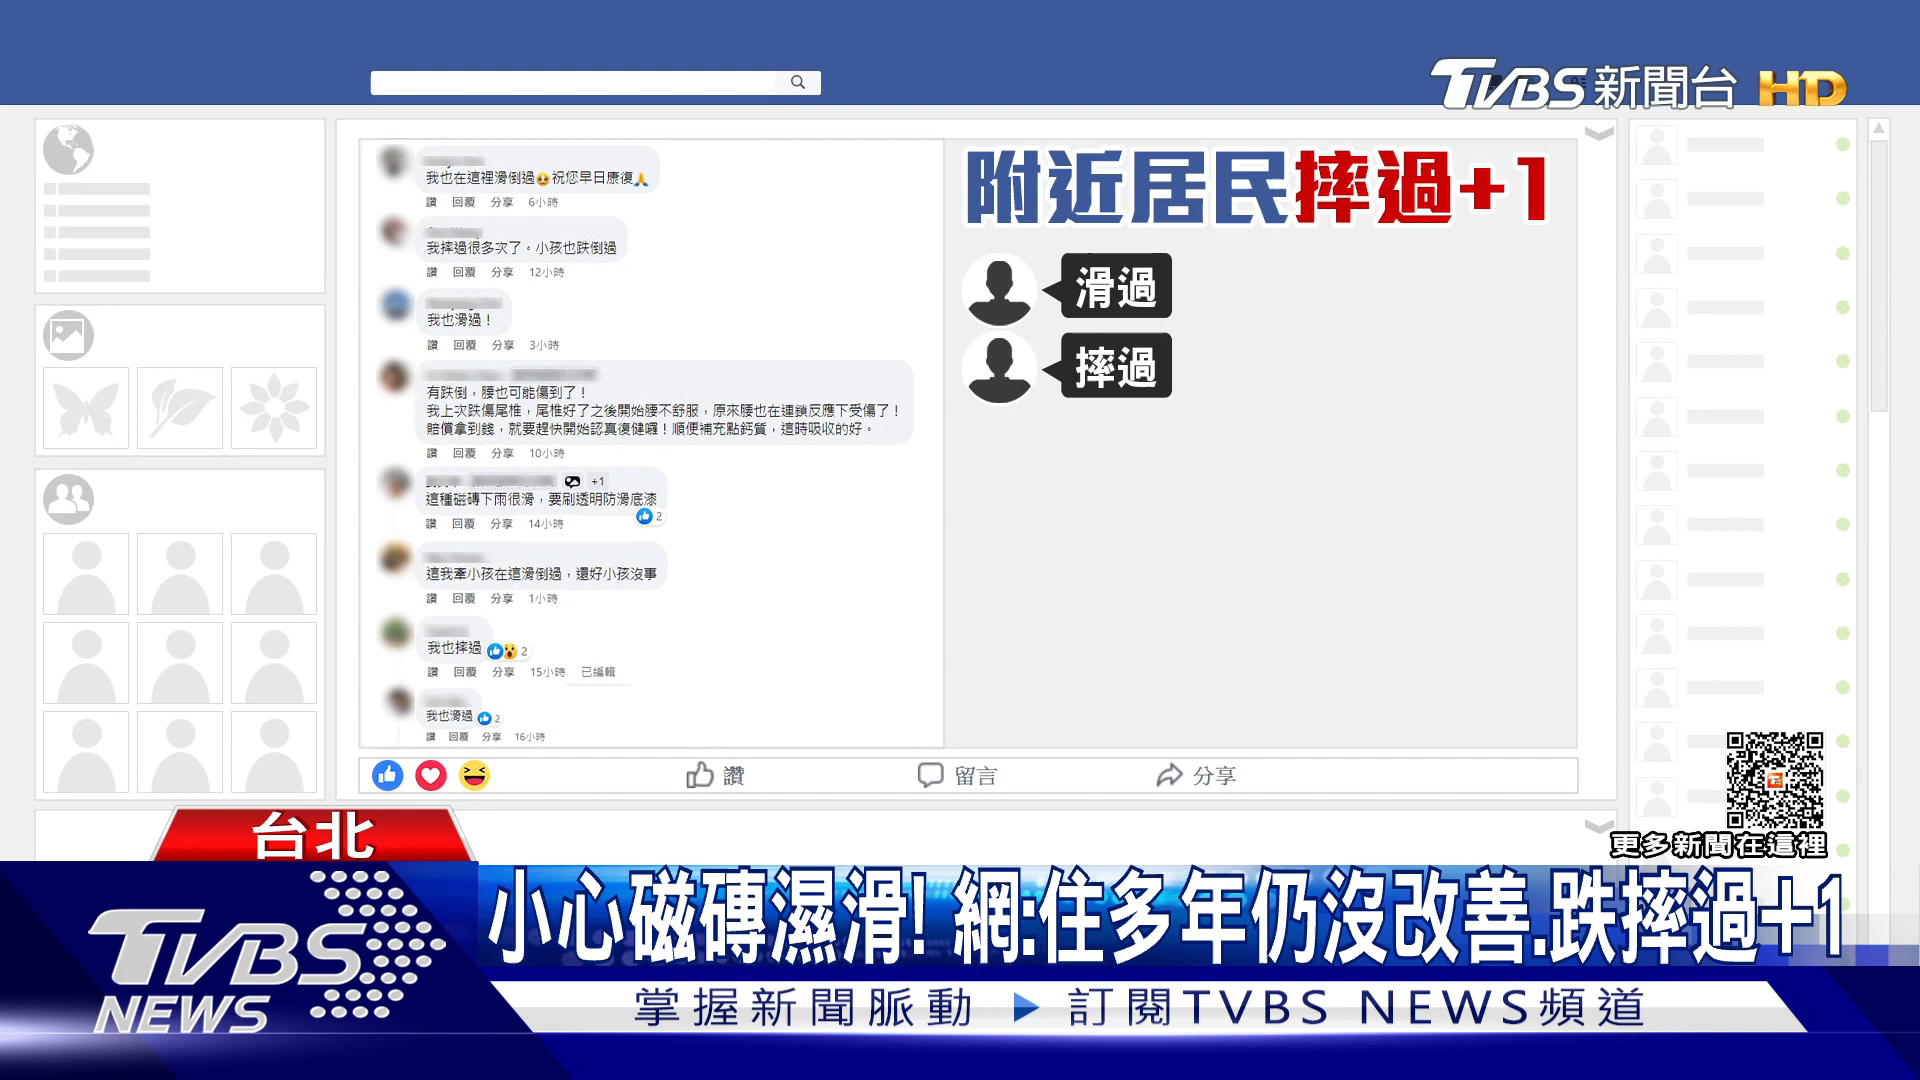 TVBS新聞台 HD
附近居民摔過+1
滑過
摔過
我也在這裡滑倒過🥺祝您早日康復🙏
讚 回覆 分享 6小時
我摔過很多次了。小孩也跌倒過
讚 回覆 分享 12小時
我也滑過！
讚 回覆 分享 3小時
有跌倒，腰也可能傷到了！
我上次跌傷尾椎，尾椎好了之後開始腰不舒服，原來腰也在連鎖反應下受傷了！
賠償拿到錢，就要趕快開始認真復健囉！順便補充點鈣質，這時吸收的好。
讚 回覆 分享 10小時
+1
這種磁磚下雨很滑，要刷透明防滑底漆
2
讚 回覆 分享 14小時
這我牽小孩在這滑倒過，還好小孩沒事
讚 回覆 分享 1小時
我也摔過 2
讚 回覆 分享 15小時 已編輯
我也滑過 2
讚 回覆 分享 16小時
讚 留言 分享
更多新聞在這裡
台北
小心磁磚濕滑! 網:住多年仍沒改善.跌摔過+1
TVBS NEWS
掌握新聞脈動 ▶ 訂閱TVBS NEWS頻道